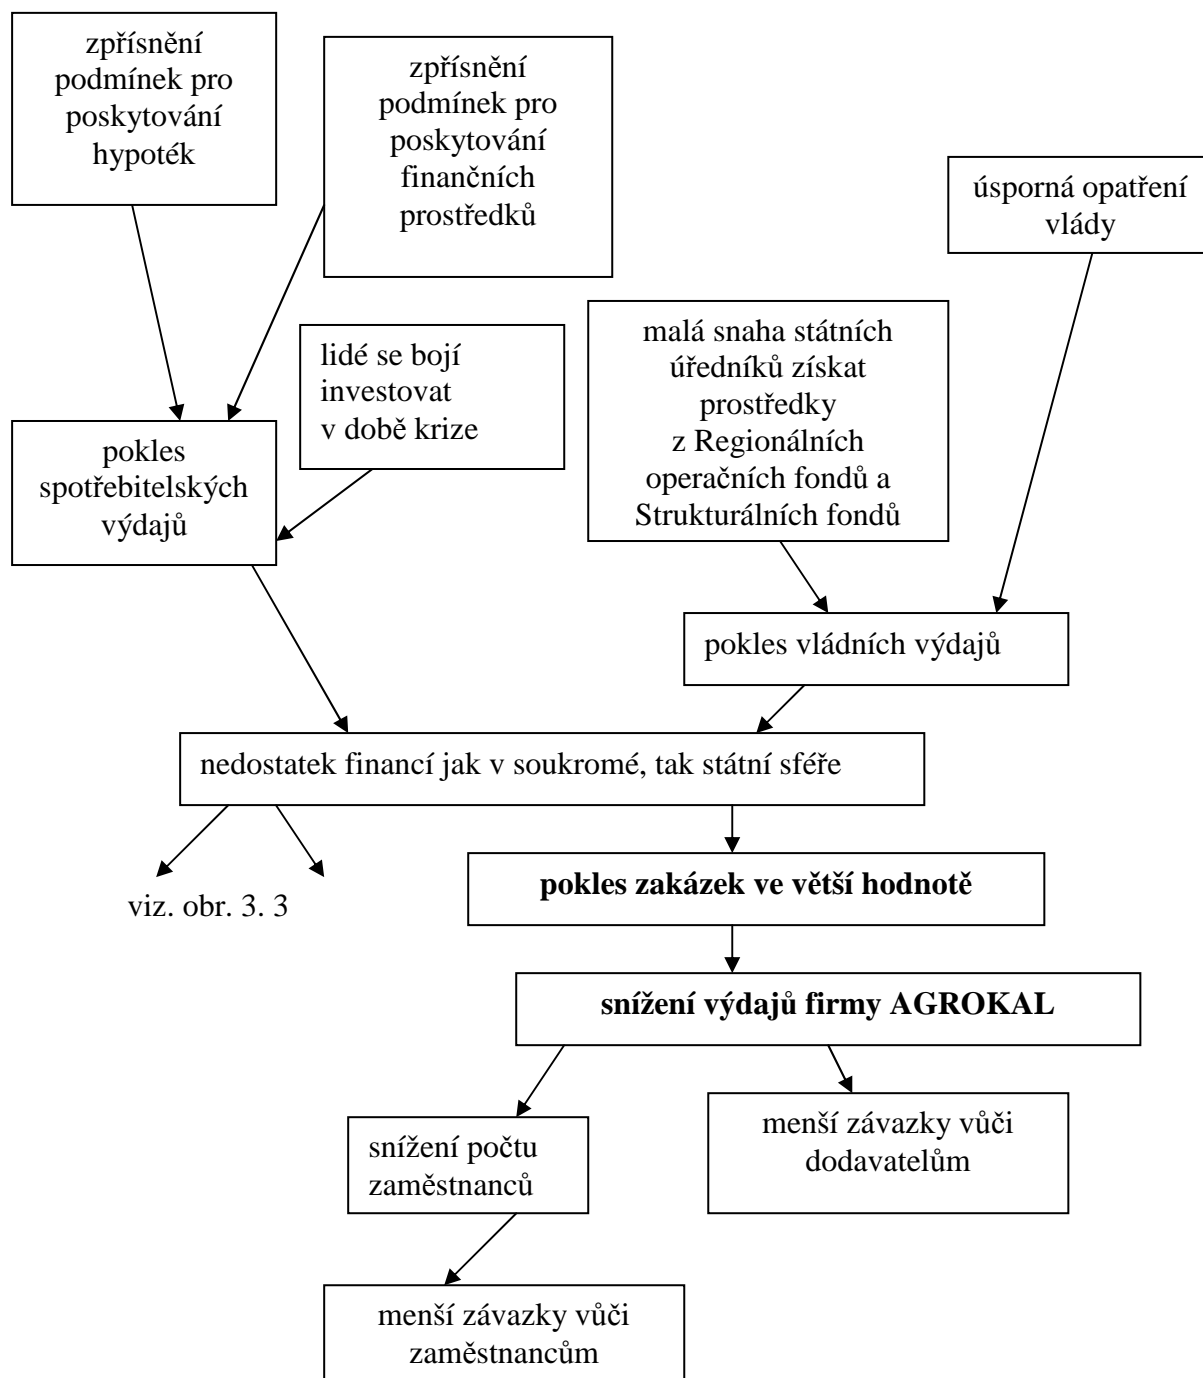 zpřísnění
podmínek pro
poskytování
hypoték
zpřísnění
podmínek pro
poskytování
finančních
prostředků
úsporná opatření
vlády
malá snaha státních
úředníků získat
prostředky
z Regionálních
operačních fondů a
Strukturálních fondů
lidé se bojí
investovat
v době krize
pokles
spotřebitelských
výdajů
pokles vládních výdajů
nedostatek financí jak v soukromé, tak státní sféře
viz. obr. 3. 3
pokles zakázek ve větší hodnotě
snížení výdajů firmy AGROKAL
snížení počtu
zaměstnanců
menší závazky vůči
dodavatelům
menší závazky vůči
zaměstnancům